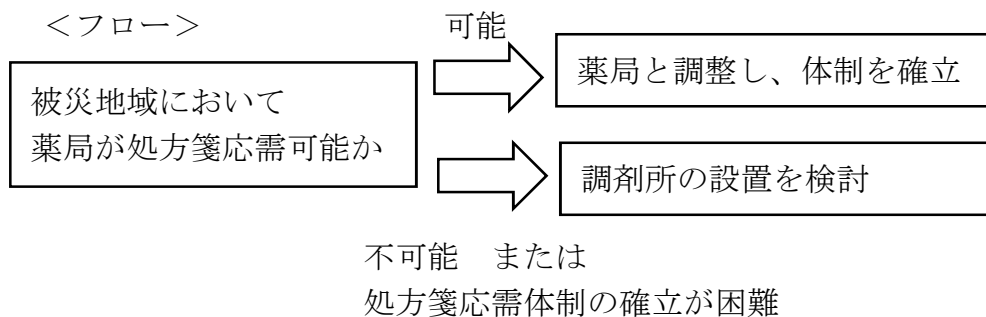 ＜フロー＞
可能
被災地域において
薬局が処方箋応需可能か
薬局と調整し、体制を確立
調剤所の設置を検討
不可能　または
処方箋応需体制の確立が困難